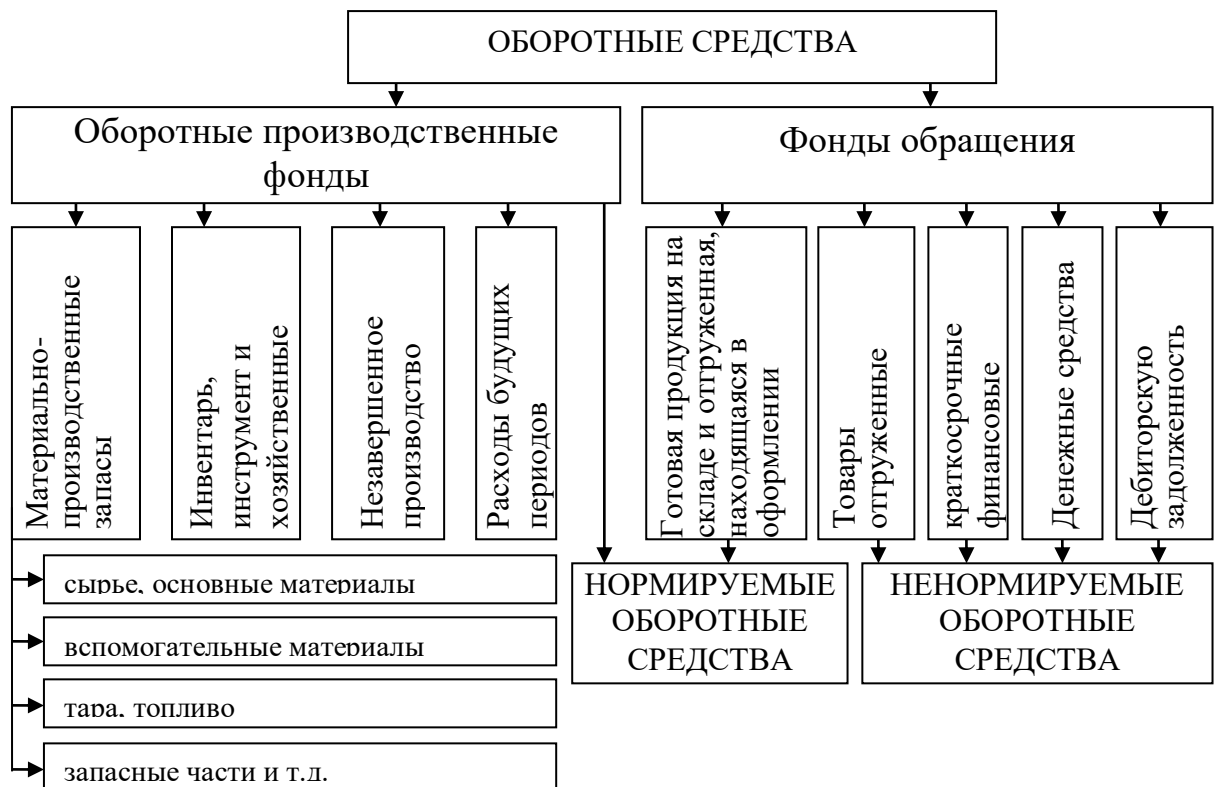 ОБОРОТНЫЕ СРЕДСТВА
Оборотные производственные
фонды
Фонды обращения
Материально-
производственные
запасы
Инвентарь,
инструмент и
хозяйственные
Незавершенное
производство
Расходы будущих
периодов
Готовая продукция на
складе и отгруженная,
находящаяся в
оформлении
Товары
отгруженные
краткосрочные
финансовые
Денежные средства
Дебиторскую
задолженность
сырье, основные материалы
вспомогательные материалы
тара, топливо
запасные части и т.д.
НОРМИРУЕМЫЕ
ОБОРОТНЫЕ
СРЕДСТВА
НЕНОРМИРУЕМЫЕ
ОБОРОТНЫЕ
СРЕДСТВА